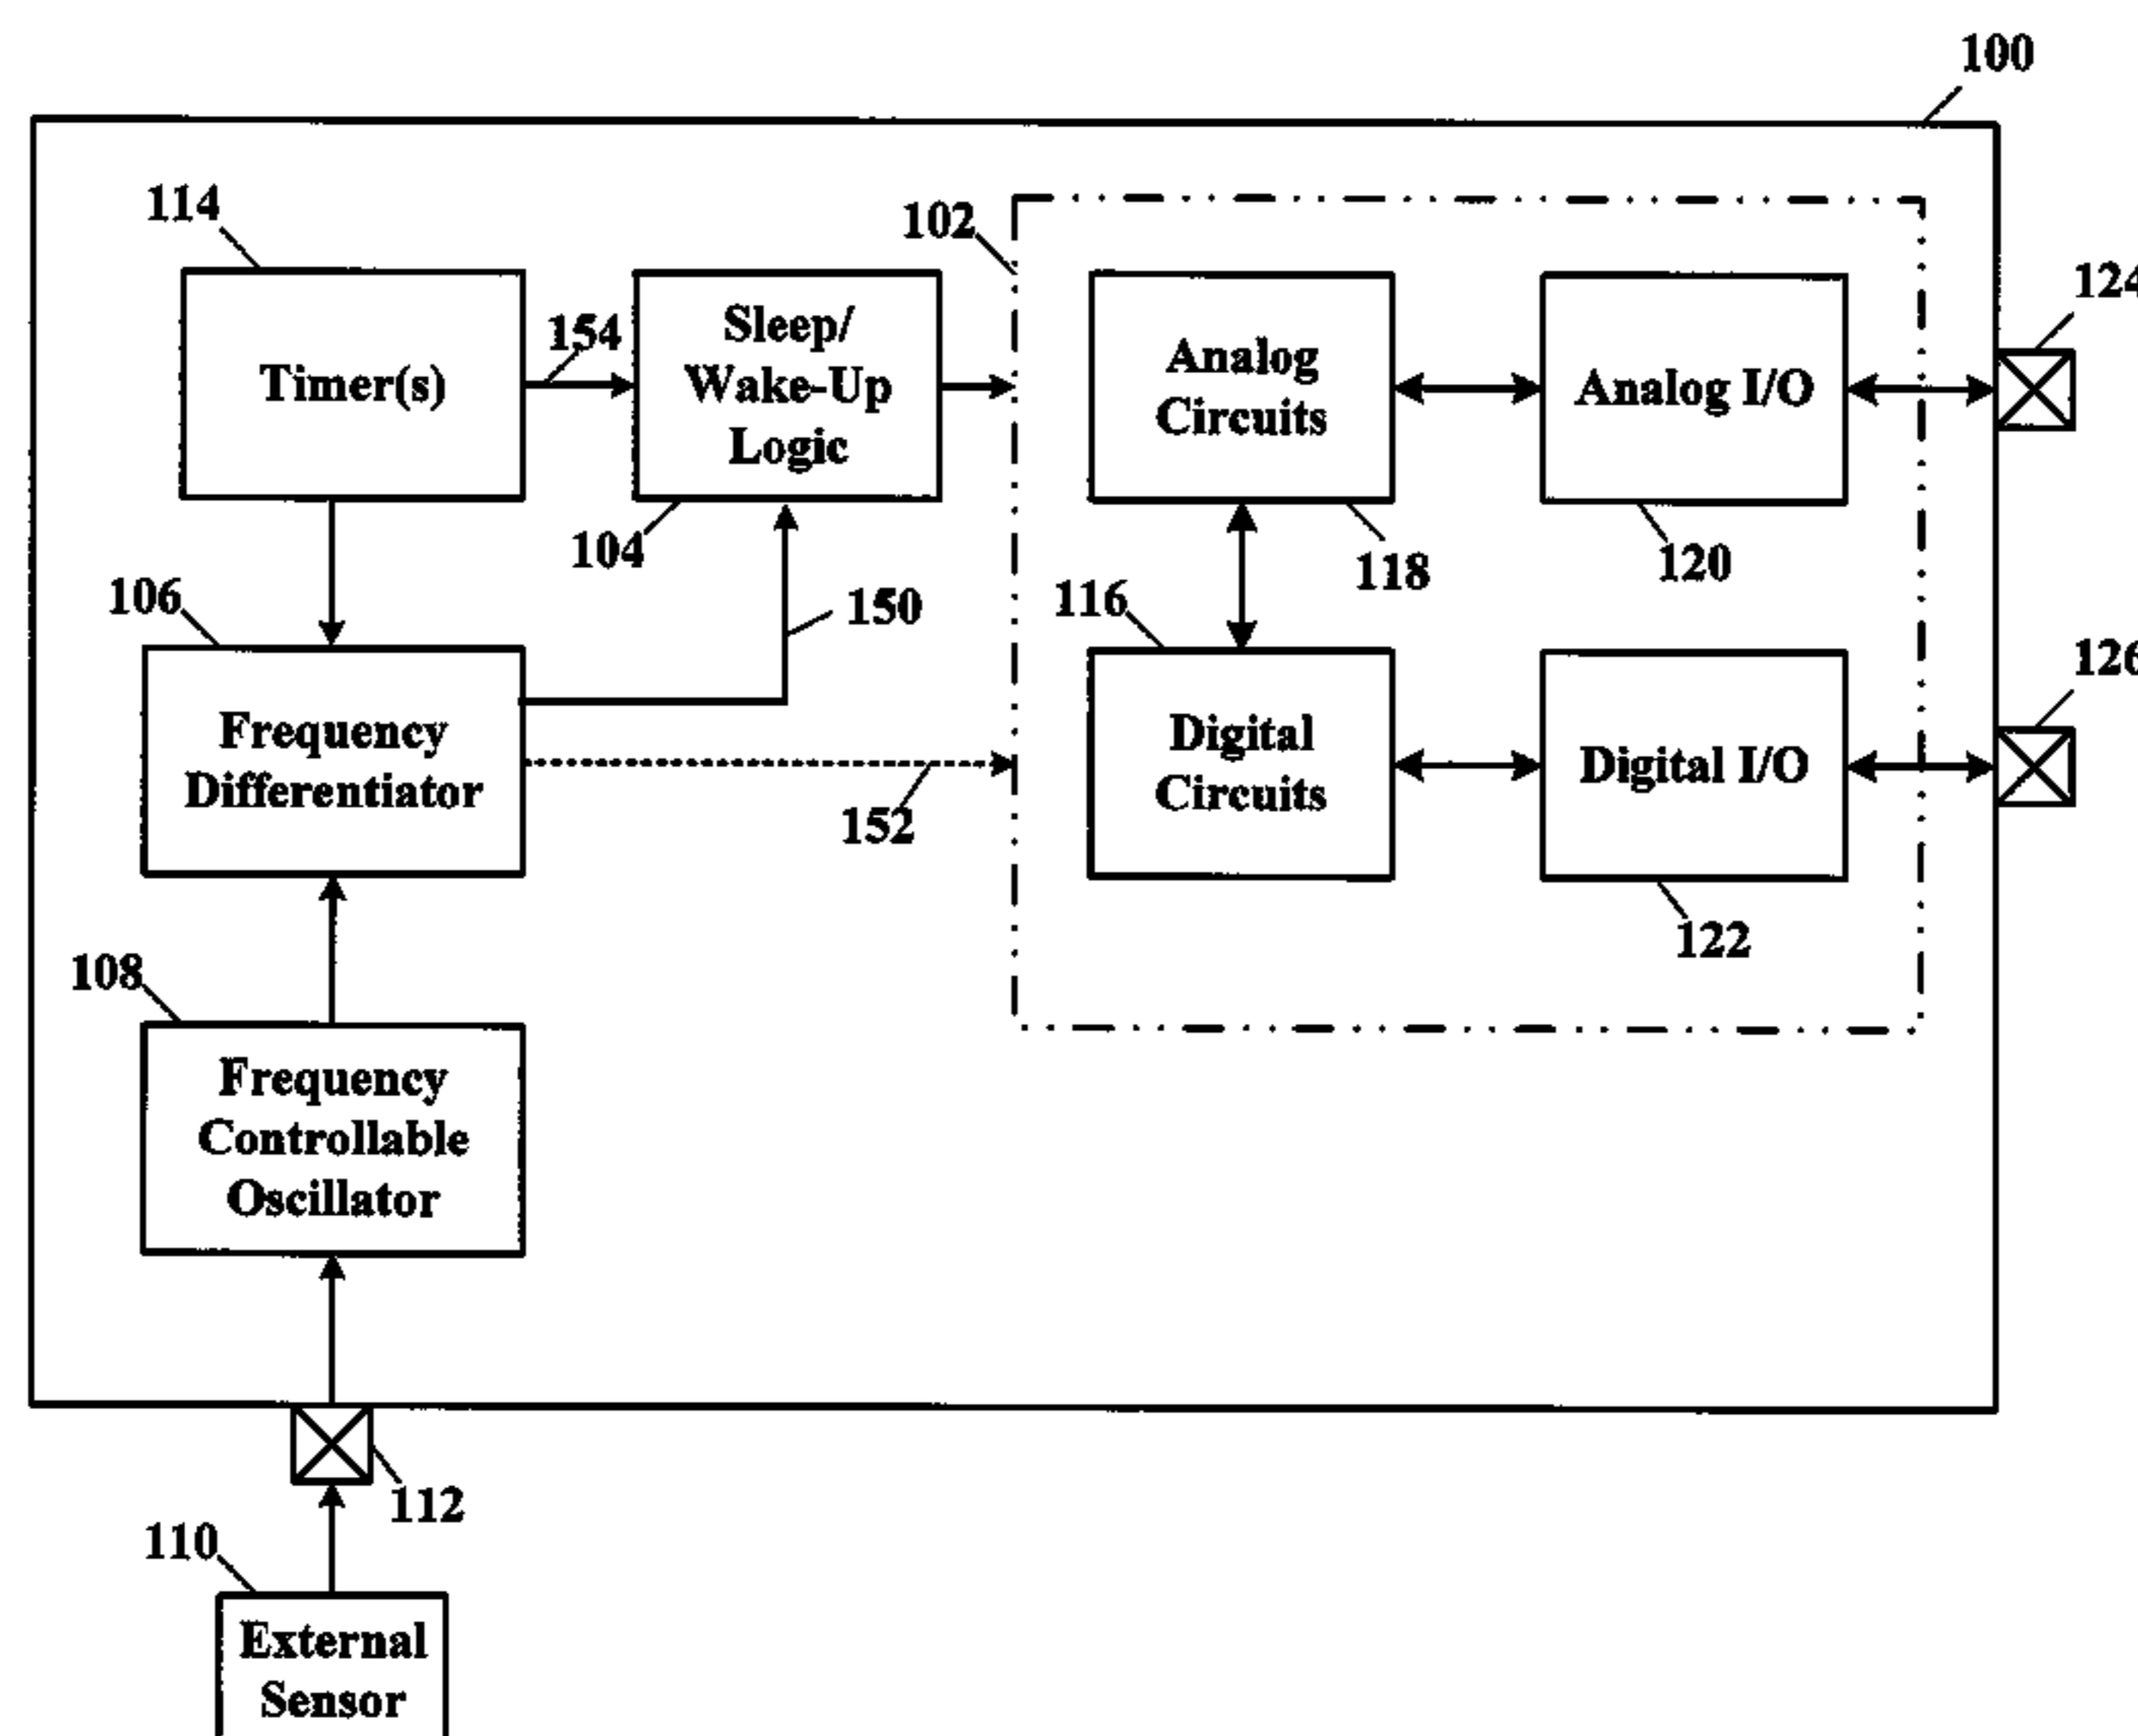 100
114
102
124
154
Timer(s)
Sleep/
Wake-Up
Logic
Analog
Circuits
Analog I/O
104
118
120
106
150
116
126
Frequency
Differentiator
Digital
Circuits
Digital I/O
152
122
108
Frequency
Controllable
Oscillator
112
110
External
Sensor